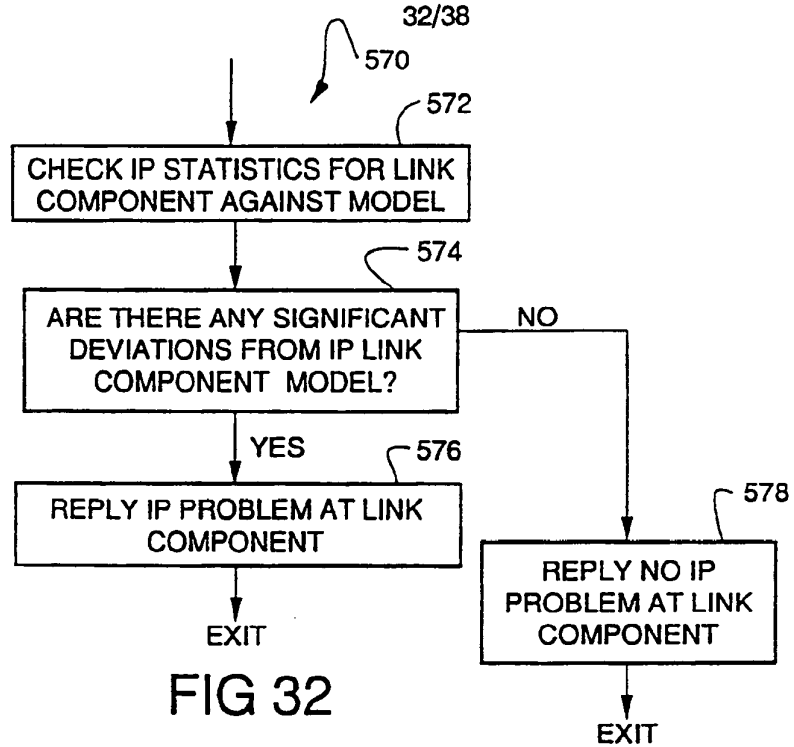 32/38
570
572
CHECK IP STATISTICS FOR LINK
COMPONENT AGAINST MODEL
574
ARE THERE ANY SIGNIFICANT
DEVIATIONS FROM IP LINK
COMPONENT MODEL?
NO
YES
576
REPLY IP PROBLEM AT LINK
COMPONENT
578
REPLY NO IP
PROBLEM AT LINK
COMPONENT
EXIT
FIG 32
EXIT